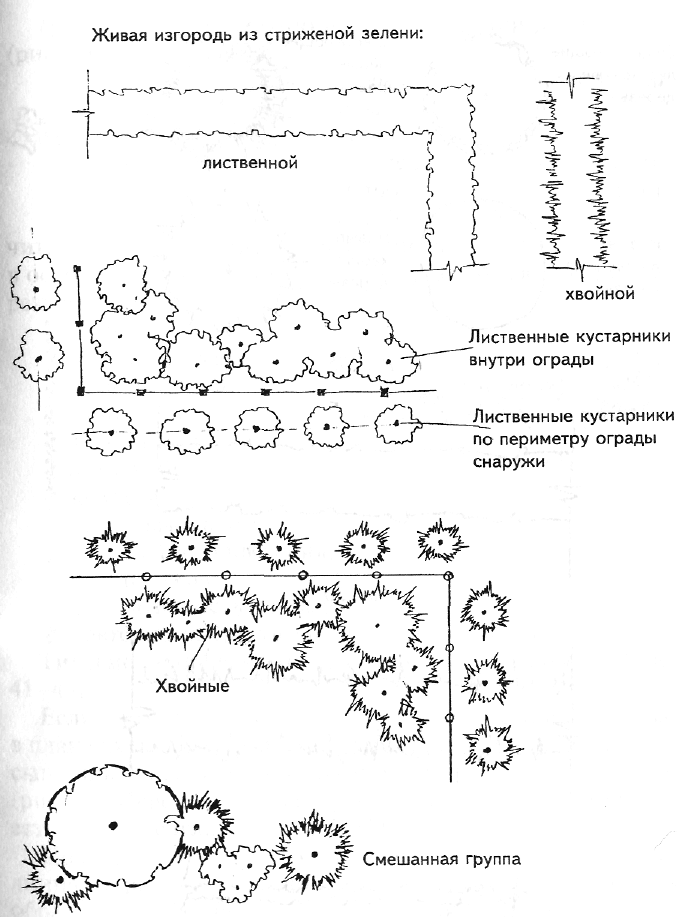 Живая изгородь из стриженой зелени:
лиственной
хвойной
Лиственные кустарники
внутри ограды
Лиственные кустарники
по периметру ограды
снаружи
Хвойные
Смешанная группа